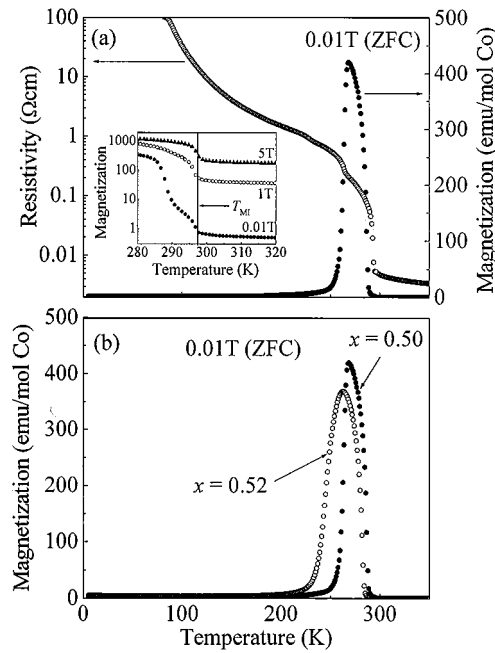 (a)
0.01T (ZFC)
Resistivity (Ωcm)
100
10
1
0.1
0.01
Magnetization (emu/mol Co)
500
400
300
200
100
0
Magnetization
1000
100
10
1
5T
1T
0.01T
T_MI
280 290 300 310 320
Temperature (K)
(b)
0.01T (ZFC)
x = 0.50
x = 0.52
Magnetization (emu/mol Co)
500
400
300
200
100
0
100 200 300
Temperature (K)